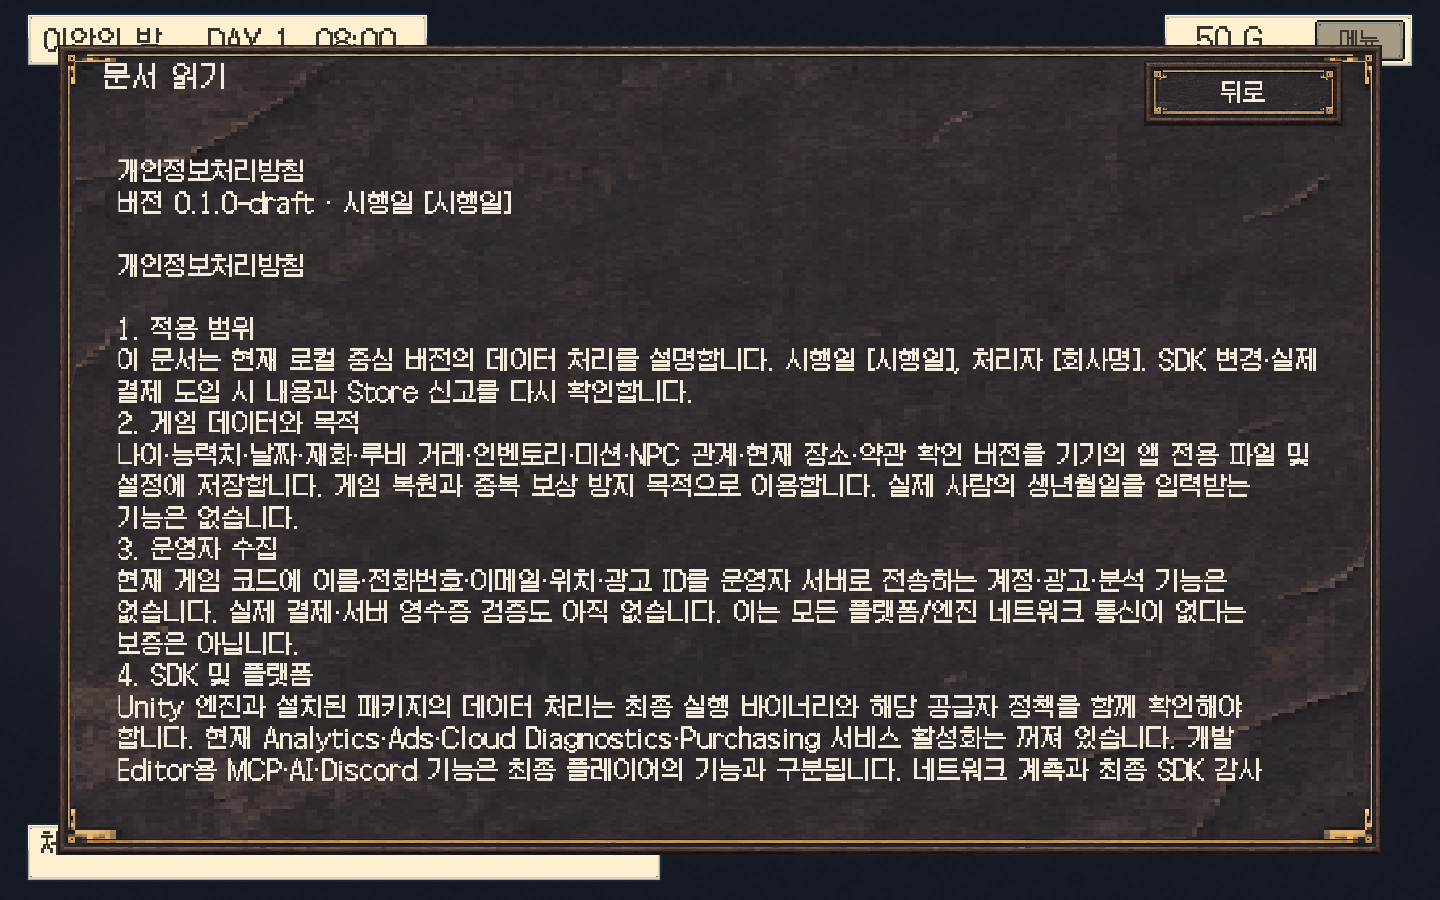 DAY 1 08:00
50 G
메뉴
문서 읽기
뒤로
개인정보처리방침
버전 0.1.0-draft · 시행일 [시행일]
개인정보처리방침
1. 적용 범위
이 문서는 현재 로컬 중심 버전의 데이터 처리를 설명합니다. 시행일 [시행일], 처리자 [회사명]. SDK 변경·실제
결제 도입 시 내용과 Store 신고를 다시 확인합니다.
2. 게임 데이터와 목적
나이·능력치·날짜·재화·루비 거래·인벤토리·미션·NPC 관계·현재 장소·약관 확인 버전을 기기의 앱 전용 파일 및
설정에 저장합니다. 게임 복원과 중복 보상 방지 목적으로 이용합니다. 실제 사람의 생년월일을 입력받는
기능은 없습니다.
3. 운영자 수집
현재 게임 코드에 이름·전화번호·이메일·위치·광고 ID를 운영자 서버로 전송하는 계정·광고·분석 기능은
없습니다. 실제 결제·서버 영수증 검증도 아직 없습니다. 이는 모든 플랫폼/엔진 네트워크 통신이 없다는
보증은 아닙니다.
4. SDK 및 플랫폼
Unity 엔진과 설치된 패키지의 데이터 처리는 최종 실행 바이너리와 해당 공급자 정책을 함께 확인해야
합니다. 현재 Analytics·Ads·Cloud Diagnostics·Purchasing 서비스 활성화는 꺼져 있습니다. 개발
Editor용 MCP·AI·Discord 기능은 최종 플레이어의 기능과 구분됩니다. 네트워크 계측과 최종 SDK 감사